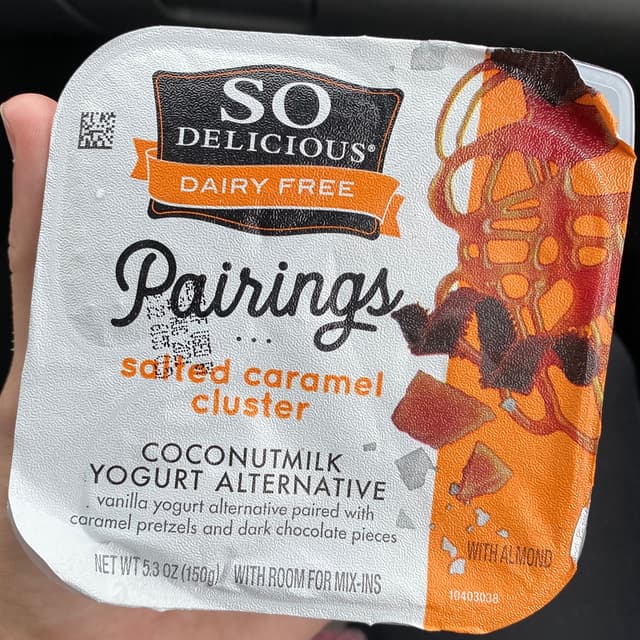 SO
DELICIOUS®
DAIRY FREE
Pairings
salted caramel
cluster
COCONUTMILK
YOGURT ALTERNATIVE
vanilla yogurt alternative paired with
caramel pretzels and dark chocolate pieces
NET WT 5.3 OZ (150g) WITH ROOM FOR MIX-INS
WITH ALMOND
10403038